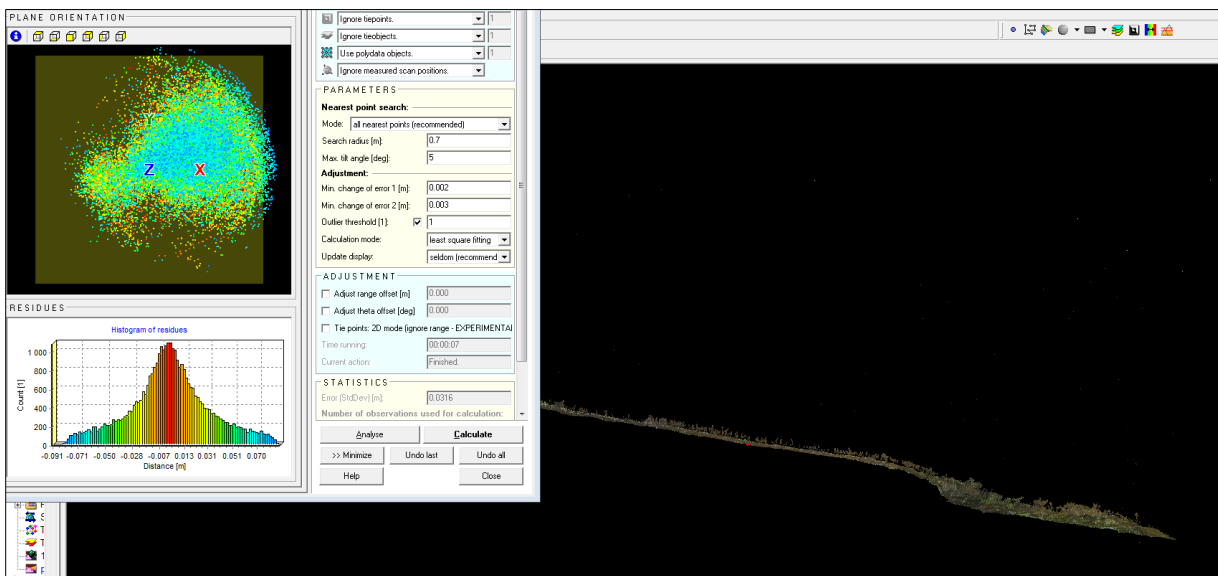 PLANE ORIENTATION
Y
Z X
RESIDUES
Histogram of residues
Count [1]
1 000
800
600
400
200
0
-0.091 -0.071 -0.050 -0.028 -0.007 0.013 0.031 0.051 0.070
Distance [m]
Ignore tiepoints. 1
Ignore tieobjects. 1
Use polydata objects. 1
Ignore measured scan positions.
PARAMETERS
Nearest point search:
Mode: all nearest points (recommended)
Search radius [m]: 0.7
Max. tilt angle [deg]: 5
Adjustment:
Min. change of error 1 [m]: 0.002
Min. change of error 2 [m]: 0.003
Outlier threshold [1]: 1
Calculation mode: least square fitting
Update display: seldom (recommend
ADJUSTMENT
Adjust range offset [m] 0.000
Adjust theta offset [deg] 0.000
Tie points: 2D mode (ignore range - EXPERIMENTAL
Time running: 00:00:07
Current action: Finished.
STATISTICS
Error (StdDev) [m]: 0.0316
Number of observations used for calculation:
Analyse Calculate
>> Minimize Undo last Undo all
Help Close